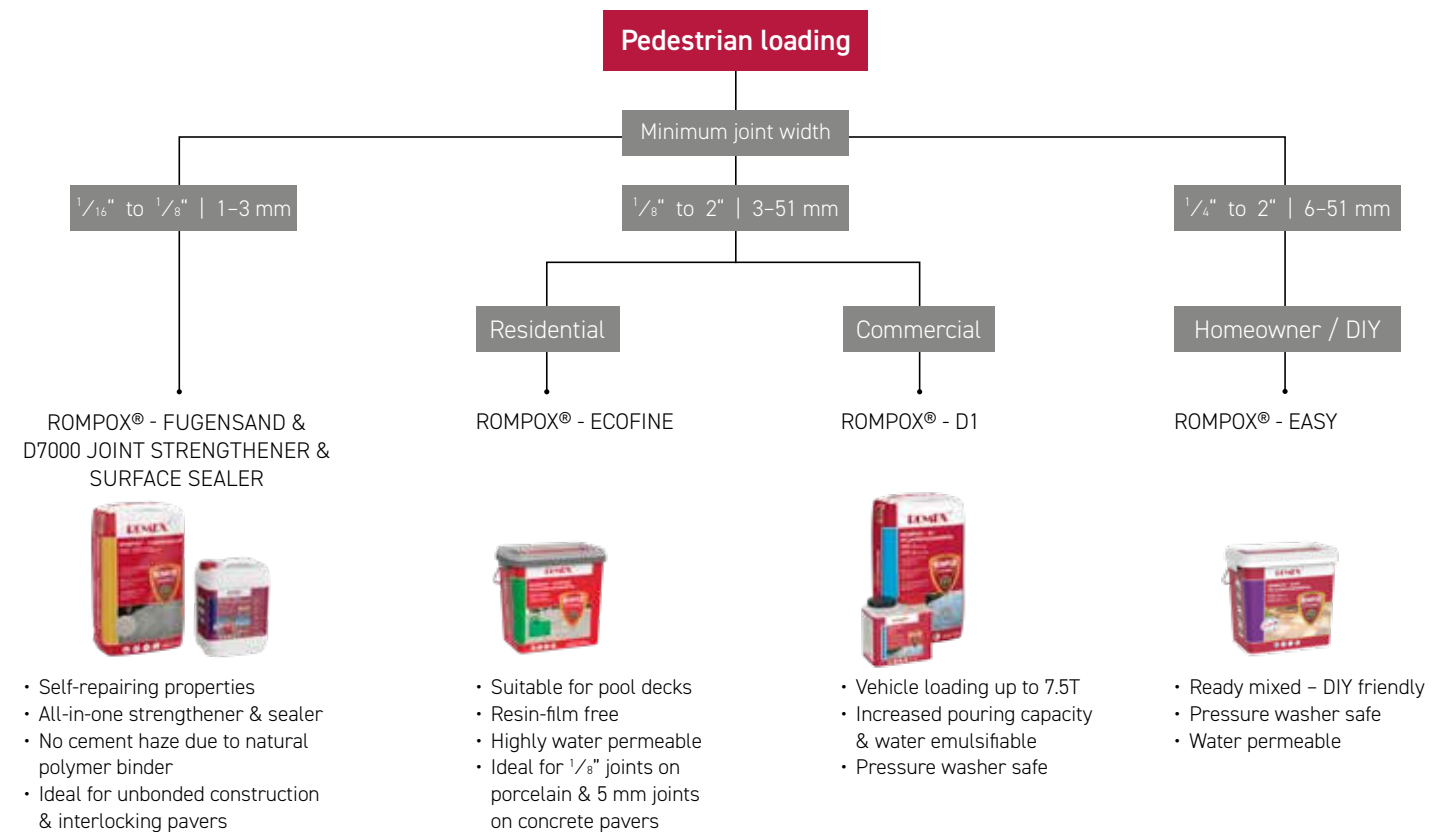 Pedestrian loading
Minimum joint width
1/16" to 1/8" | 1–3 mm
1/8" to 2" | 3–51 mm
1/4" to 2" | 6–51 mm
Residential
Commercial
Homeowner / DIY
ROMPOX® - FUGENSAND &
D7000 JOINT STRENGTHENER &
SURFACE SEALER
ROMPOX® - ECOFINE
ROMPOX® - D1
ROMPOX® - EASY
ROMEX
ROMEX
ROMEX
ROMEX
• Self-repairing properties
• All-in-one strengthener & sealer
• No cement haze due to natural
polymer binder
• Ideal for unbonded construction
& interlocking pavers
• Suitable for pool decks
• Resin-film free
• Highly water permeable
• Ideal for 1/8" joints on
porcelain & 5 mm joints
on concrete pavers
• Vehicle loading up to 7.5T
• Increased pouring capacity
& water emulsifiable
• Pressure washer safe
• Ready mixed – DIY friendly
• Pressure washer safe
• Water permeable